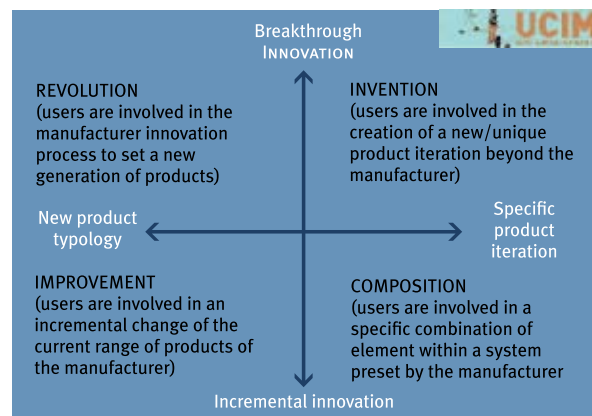 Breakthrough
INNOVATION
UCIM
REVOLUTION
(users are involved in the
manufacturer innovation
process to set a new
generation of products)
INVENTION
(users are involved in the
creation of a new/unique
product iteration beyond the
manufacturer)
New product
typology
Specific
product
iteration
IMPROVEMENT
(users are involved in an
incremental change of the
current range of products of
the manufacturer)
COMPOSITION
(users are involved in a
specific combination of
element within a system
preset by the manufacturer
Incremental innovation